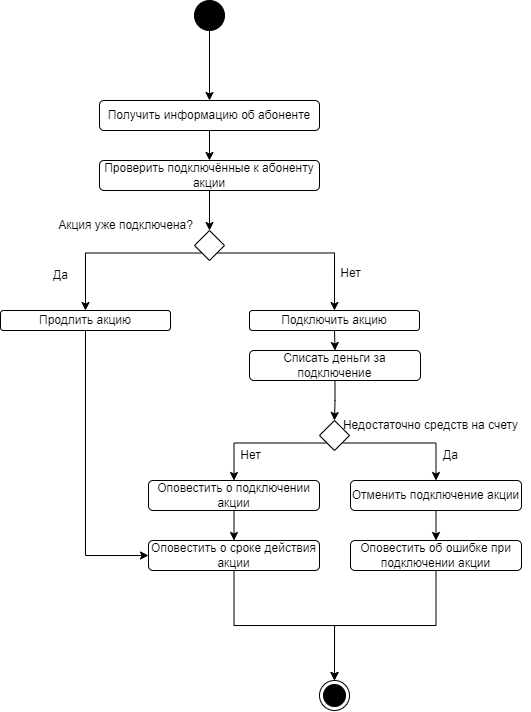 Получить информацию об абоненте
Проверить подключённые к абоненту
акции
Акция уже подключена?
Да
Нет
Продлить акцию
Подключить акцию
Списать деньги за
подключение
Недостаточно средств на счету
Нет
Да
Оповестить о подключении
акции
Отменить подключение акции
Оповестить о сроке действия
акции
Оповестить об ошибке при
подключении акции